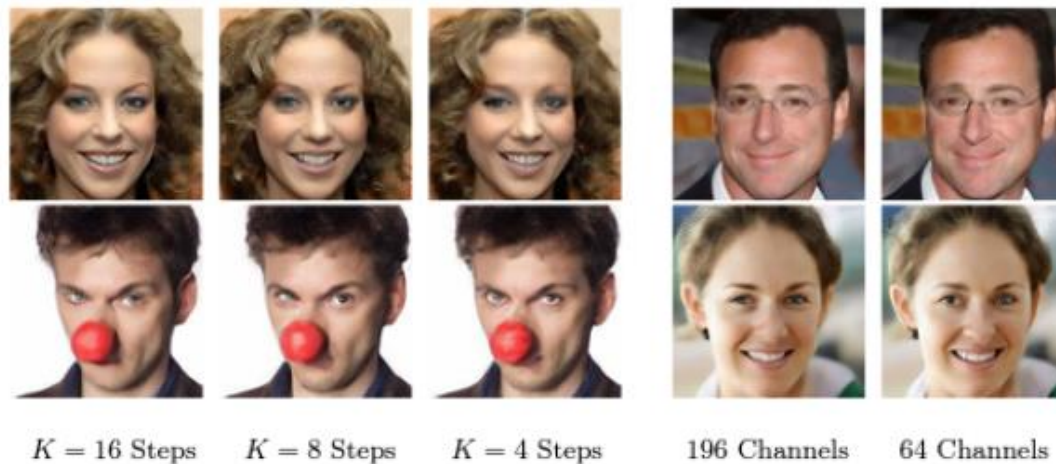 K = 16 Steps K = 8 Steps K = 4 Steps 196 Channels 64 Channels